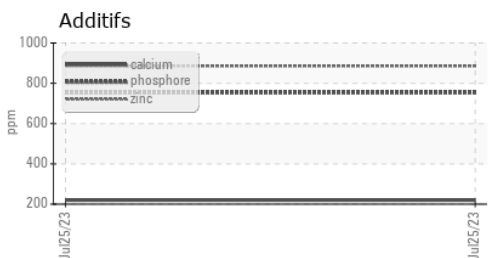 Additifs
1000
800
600
400
200
ppm
calcium
phosphore
zinc
Jul25/23
Jul25/23